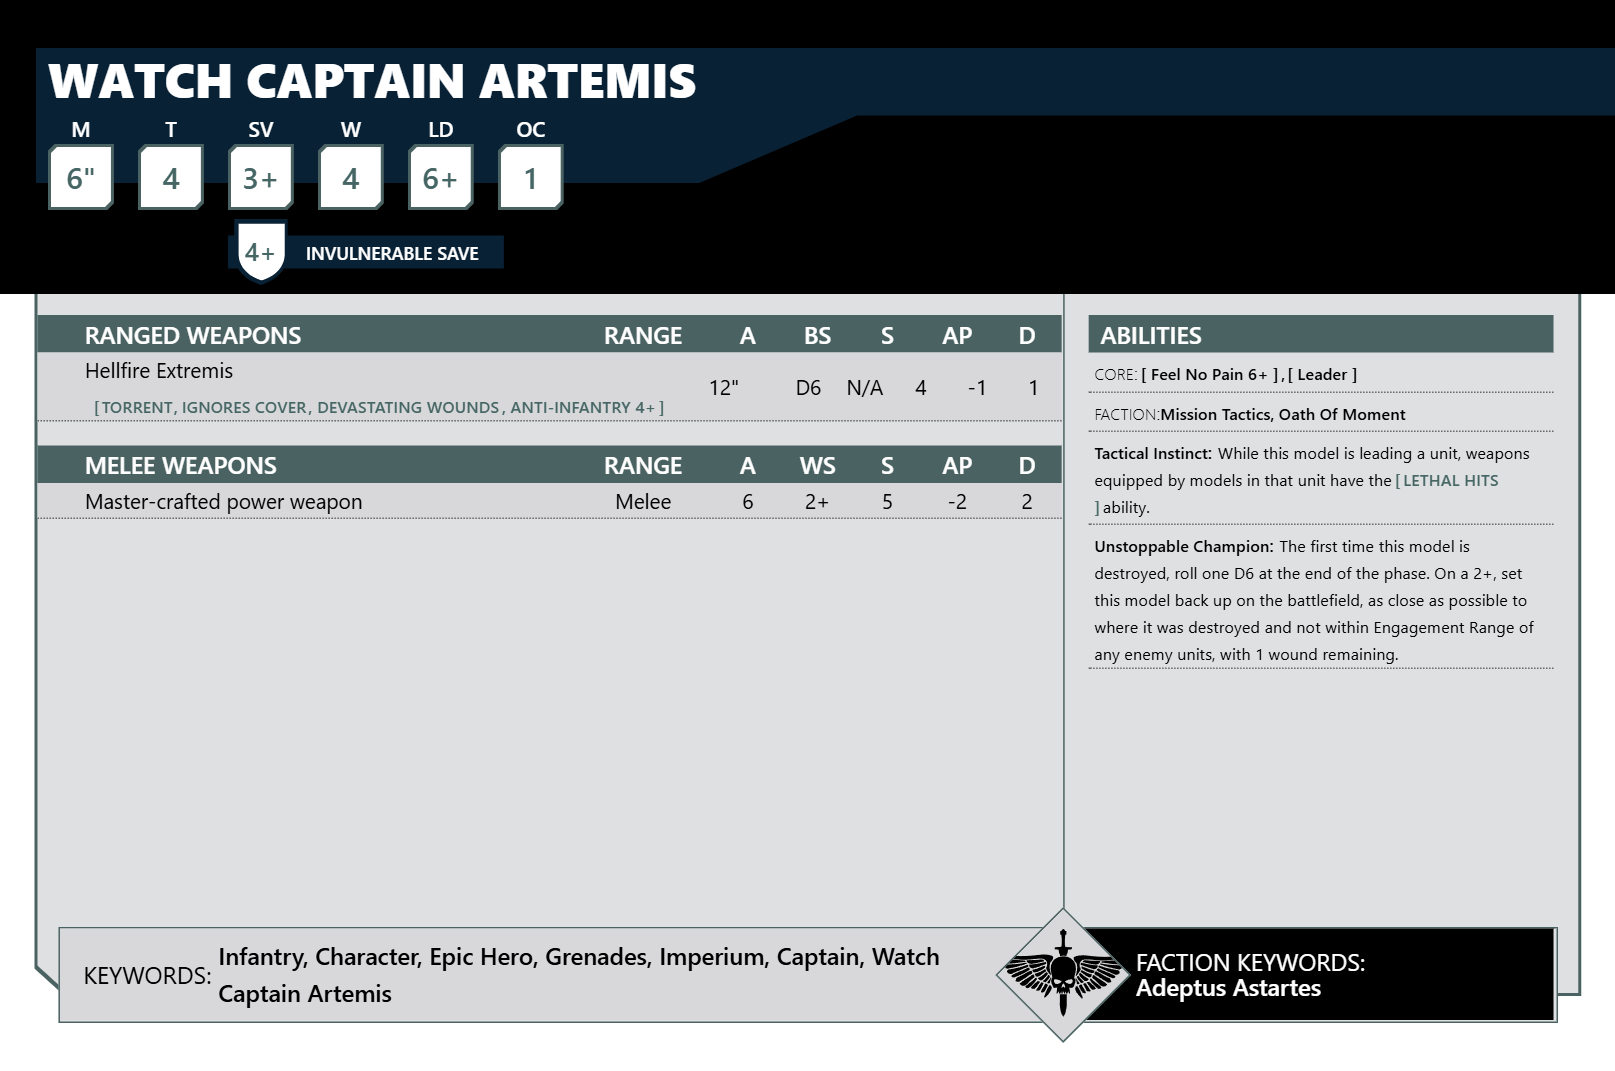 WATCH CAPTAIN ARTEMIS
M T SV W LD OC
6" 4 3+ 4 6+ 1
4+ INVULNERABLE SAVE
RANGED WEAPONS RANGE A BS S AP D
Hellfire Extremis
12" D6 N/A 4 -1 1
[ TORRENT, IGNORES COVER, DEVASTATING WOUNDS, ANTI-INFANTRY 4+ ]
MELEE WEAPONS RANGE A WS S AP D
Master-crafted power weapon Melee 6 2+ 5 -2 2
ABILITIES
CORE: [ Feel No Pain 6+ ] , [ Leader ]
FACTION:Mission Tactics, Oath Of Moment
Tactical Instinct: While this model is leading a unit, weapons
equipped by models in that unit have the [ LETHAL HITS
] ability.
Unstoppable Champion: The first time this model is
destroyed, roll one D6 at the end of the phase. On a 2+, set
this model back up on the battlefield, as close as possible to
where it was destroyed and not within Engagement Range of
any enemy units, with 1 wound remaining.
KEYWORDS: Infantry, Character, Epic Hero, Grenades, Imperium, Captain, Watch
Captain Artemis
FACTION KEYWORDS:
Adeptus Astartes